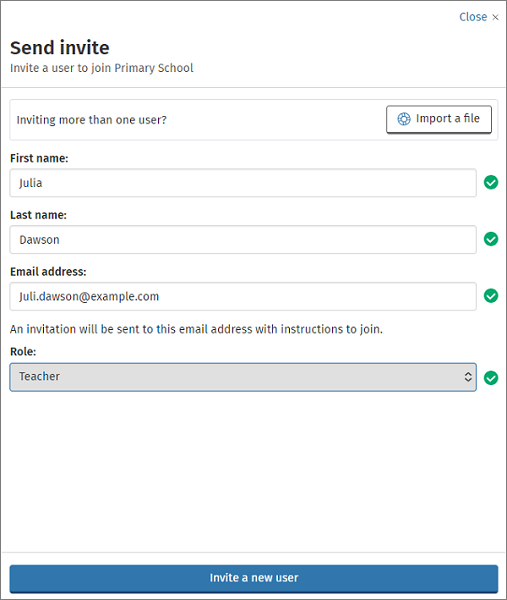 Close ×
Send invite
Invite a user to join Primary School
Inviting more than one user?
Import a file
First name:
Julia
Last name:
Dawson
Email address:
Juli.dawson@example.com
An invitation will be sent to this email address with instructions to join.
Role:
Teacher
Invite a new user